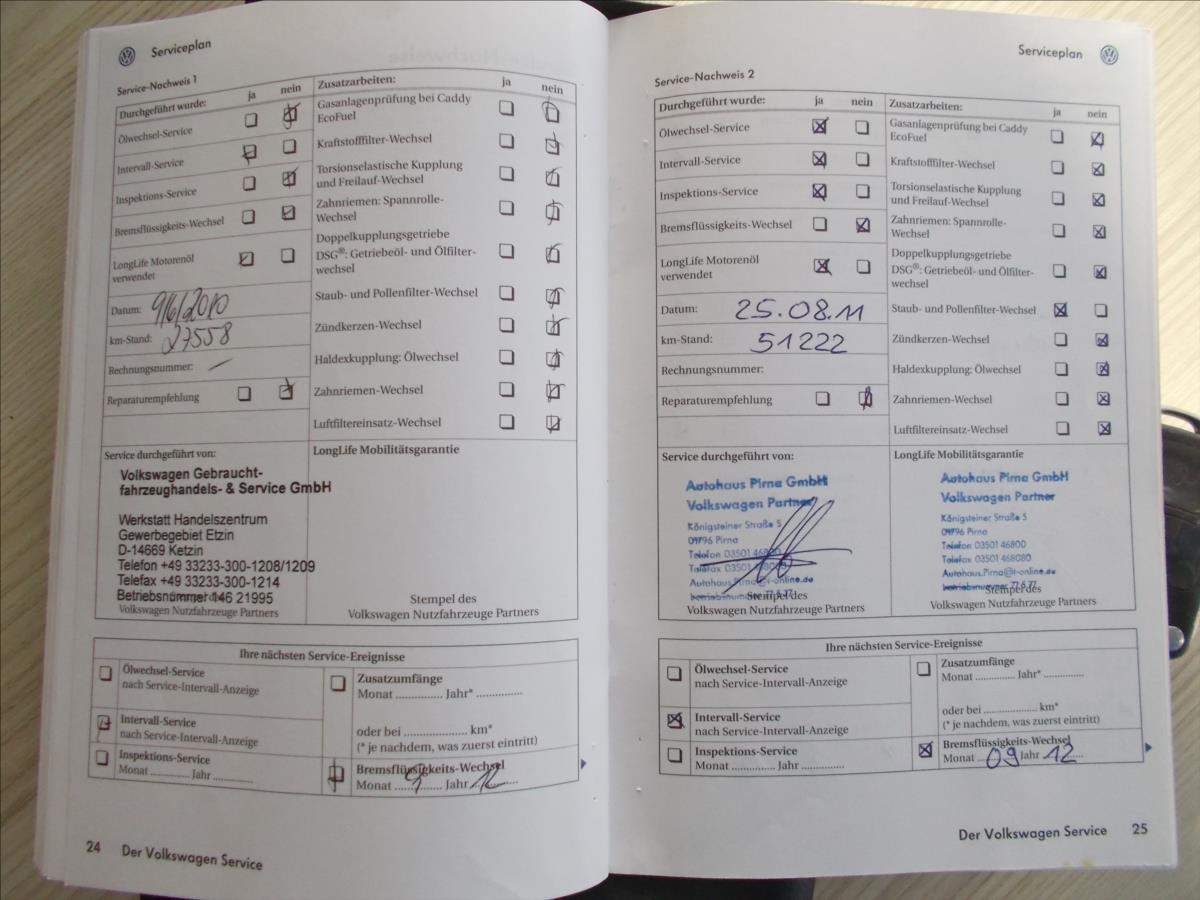 Serviceplan
Service-Nachweis 1
Durchgeführt wurde: ja nein
Ölwechsel-Service
Intervall-Service
Inspektions-Service
Bremsflüssigkeits-Wechsel
LongLife Motorenöl
verwendet
Datum: 9/6/2010
km-Stand: 27558
Rechnungsnummer:
Reparaturempfehlung
Zusatzarbeiten: ja nein
Gasanlagenprüfung bei Caddy
EcoFuel
Kraftstofffilter-Wechsel
Torsionselastische Kupplung
und Freilauf-Wechsel
Zahnriemen: Spannrolle-
Wechsel
Doppelkupplungsgetriebe
DSG®: Getriebeöl- und Ölfilter-
wechsel
Staub- und Pollenfilter-Wechsel
Zündkerzen-Wechsel
Haldexkupplung: Ölwechsel
Zahnriemen-Wechsel
Luftfiltereinsatz-Wechsel
Service durchgeführt von:
Volkswagen Gebraucht-
fahrzeughandels- & Service GmbH
Werkstatt Handelszentrum
Gewerbegebiet Etzin
D-14669 Ketzin
Telefon +49 33233-300-1208/1209
Telefax +49 33233-300-1214
Betriebsnummer 146 21995
Volkswagen Nutzfahrzeuge Partners
LongLife Mobilitätsgarantie
Stempel des
Volkswagen Nutzfahrzeuge Partners
Ihre nächsten Service-Ereignisse
Ölwechsel-Service
nach Service-Intervall-Anzeige
Intervall-Service
nach Service-Intervall-Anzeige
Inspektions-Service
Monat ............ Jahr ............
Zusatzumfänge
Monat ............ Jahr* ............
oder bei .................. km*
(* je nachdem, was zuerst eintritt)
Bremsflüssigkeits-Wechsel
Monat Jahr 12
24 Der Volkswagen Service
Serviceplan
Service-Nachweis 2
Durchgeführt wurde: ja nein
Ölwechsel-Service
Intervall-Service
Inspektions-Service
Bremsflüssigkeits-Wechsel
LongLife Motorenöl
verwendet
Datum: 25.08.11
km-Stand: 51222
Rechnungsnummer:
Reparaturempfehlung
Zusatzarbeiten: ja nein
Gasanlagenprüfung bei Caddy
EcoFuel
Kraftstofffilter-Wechsel
Torsionselastische Kupplung
und Freilauf-Wechsel
Zahnriemen: Spannrolle-
Wechsel
Doppelkupplungsgetriebe
DSG®: Getriebeöl- und Ölfilter-
wechsel
Staub- und Pollenfilter-Wechsel
Zündkerzen-Wechsel
Haldexkupplung: Ölwechsel
Zahnriemen-Wechsel
Luftfiltereinsatz-Wechsel
Service durchgeführt von:
Autohaus Pirna GmbH
Volkswagen Partner
Königsteiner Straße 5
01796 Pirna
Telefon 03501 46800
Telefax 03501 468080
Autohaus.Pirna@t-online.de
Stempel des
Volkswagen Nutzfahrzeuge Partners
LongLife Mobilitätsgarantie
Autohaus Pirna GmbH
Volkswagen Partner
Königsteiner Straße 5
01796 Pirna
Telefon 03501 46800
Telefax 03501 468080
Autohaus.Pirna@t-online.de
Stempel des
Volkswagen Nutzfahrzeuge Partners
Ihre nächsten Service-Ereignisse
Ölwechsel-Service
nach Service-Intervall-Anzeige
Intervall-Service
nach Service-Intervall-Anzeige
Inspektions-Service
Monat ............ Jahr ............
Zusatzumfänge
Monat ............ Jahr* ............
oder bei .................. km*
(* je nachdem, was zuerst eintritt)
Bremsflüssigkeits-Wechsel
Monat 09 Jahr 12
Der Volkswagen Service 25